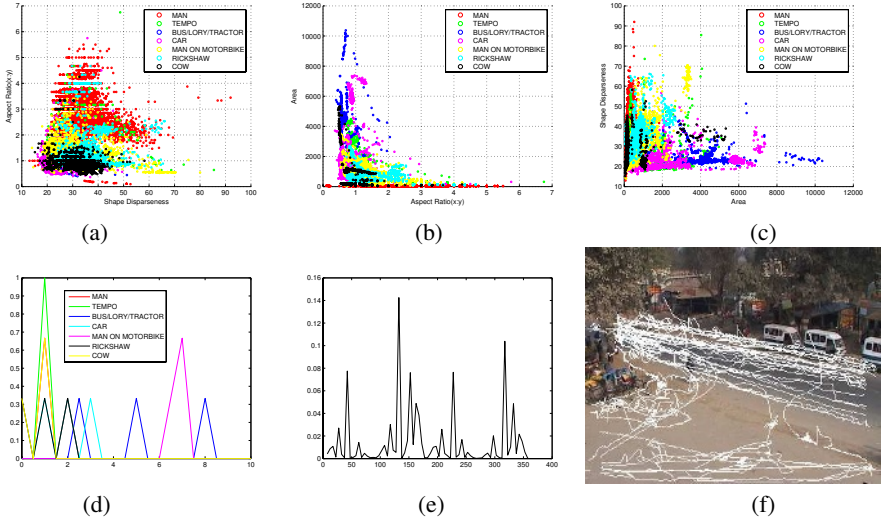 7
6
5
4
3
2
1
0
10 20 30 40 50 60 70 80 90 100
Aspect Ratio(x:y)
Shape Disparseness
MAN
TEMPO
BUS/LORY/TRACTOR
CAR
MAN ON MOTORBIKE
RICKSHAW
COW
(a)
12000
10000
8000
6000
4000
2000
0
0 1 2 3 4 5 6 7
Area
Aspect Ratio(x:y)
MAN
TEMPO
BUS/LORY/TRACTOR
CAR
MAN ON MOTORBIKE
RICKSHAW
COW
(b)
100
90
80
70
60
50
40
30
20
10
0 2000 4000 6000 8000 10000 12000
Shape Disparseness
Area
MAN
TEMPO
BUS/LORY/TRACTOR
CAR
MAN ON MOTORBIKE
RICKSHAW
COW
(c)
1
0.9
0.8
0.7
0.6
0.5
0.4
0.3
0.2
0.1
0
0 2 4 6 8 10
MAN
TEMPO
BUS/LORY/TRACTOR
CAR
MAN ON MOTORBIKE
RICKSHAW
COW
(d)
0.16
0.14
0.12
0.1
0.08
0.06
0.04
0.02
0
0 50 100 150 200 250 300 350 400
(e)
(f)